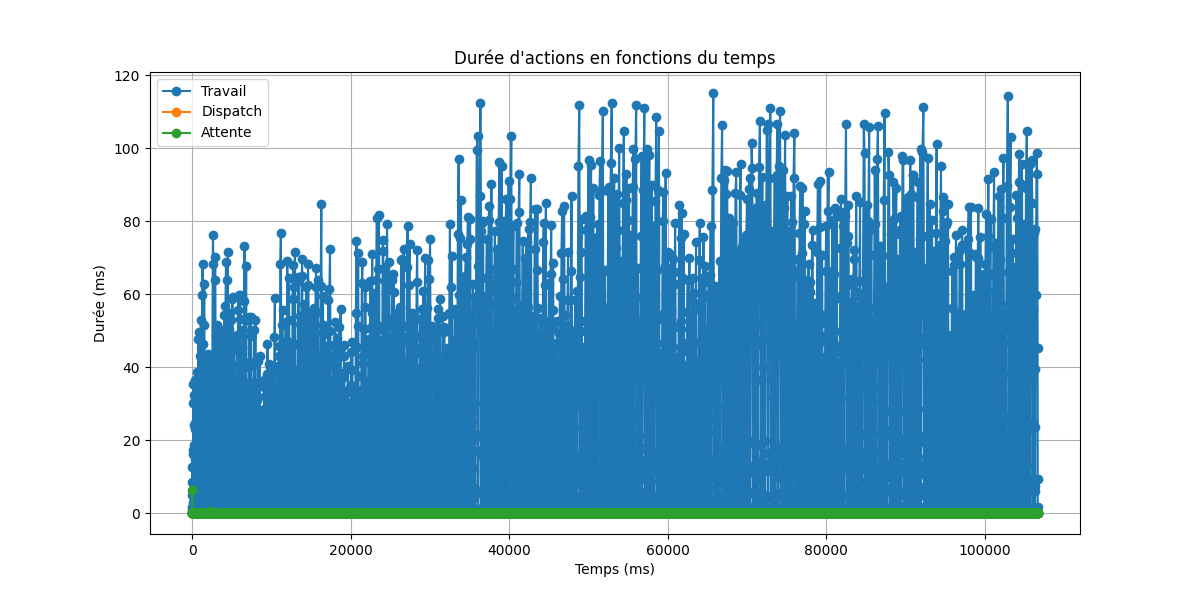 Durée d'actions en fonctions du temps
Travail
Dispatch
Attente
120
100
80
60
40
20
0
Durée (ms)
0 20000 40000 60000 80000 100000
Temps (ms)